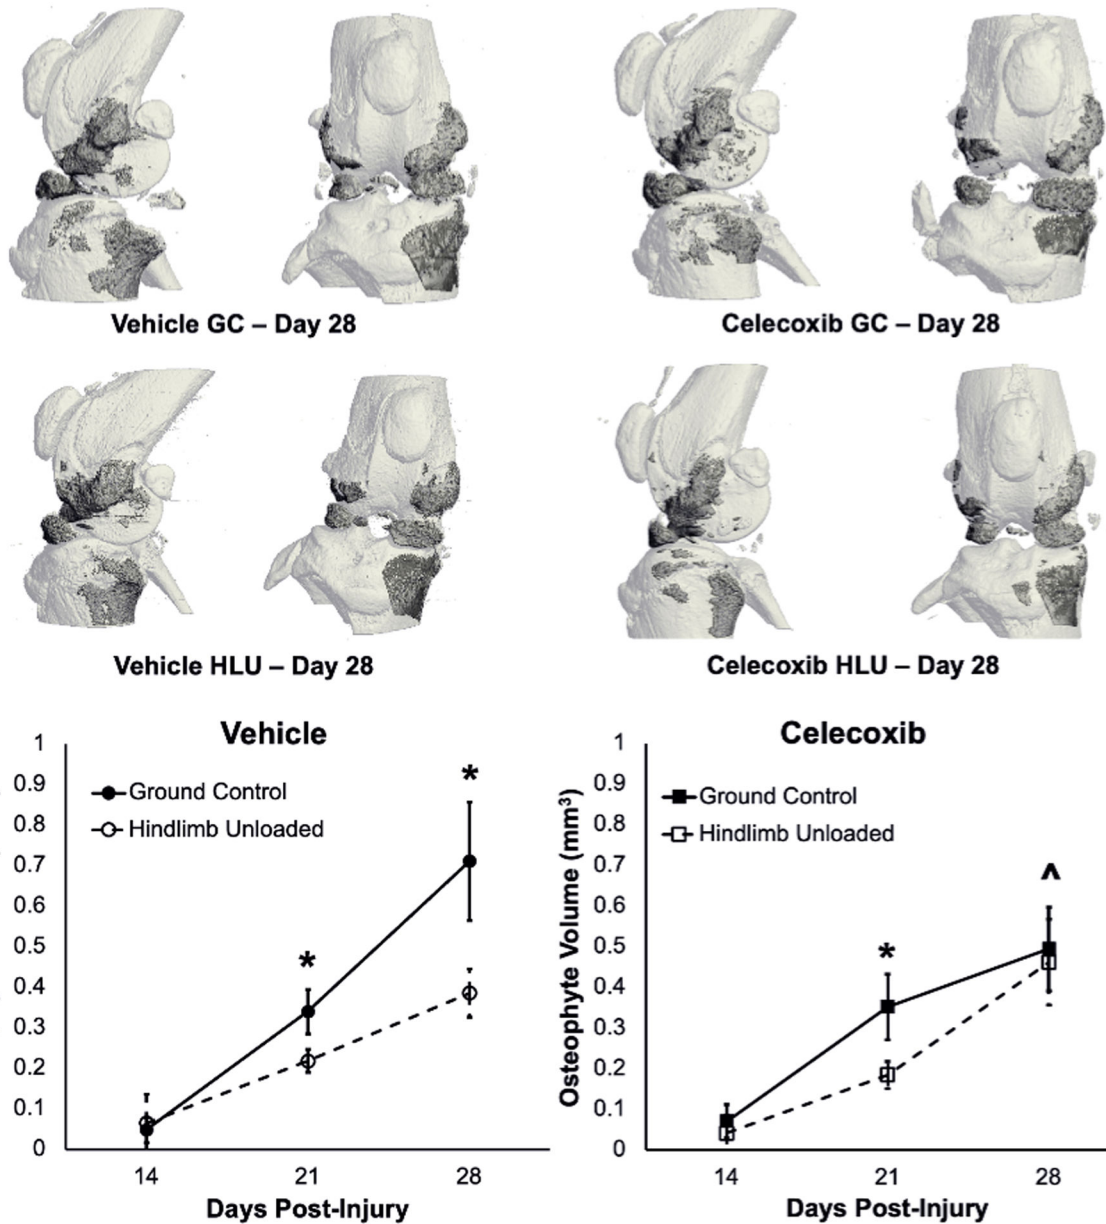 Vehicle GC – Day 28
Celecoxib GC – Day 28
Vehicle HLU – Day 28
Celecoxib HLU – Day 28
Vehicle
1
0.9
0.8
0.7
0.6
0.5
0.4
0.3
0.2
0.1
0
Ground Control
Hindlimb Unloaded
*
*
14
21
28
Days Post-Injury
Celecoxib
Osteophyte Volume (mm³)
1
0.9
0.8
0.7
0.6
0.5
0.4
0.3
0.2
0.1
0
Ground Control
Hindlimb Unloaded
*
^
14
21
28
Days Post-Injury